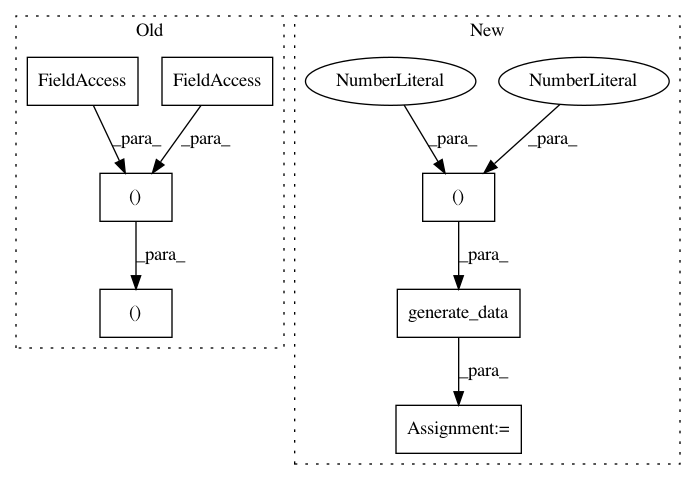 Old
New
FieldAccess
FieldAccess
NumberLiteral
NumberLiteral
_para_
_para_
_para_
_para_
()
()
_para_
_para_
()
generate_data
_para_
Assignment:=